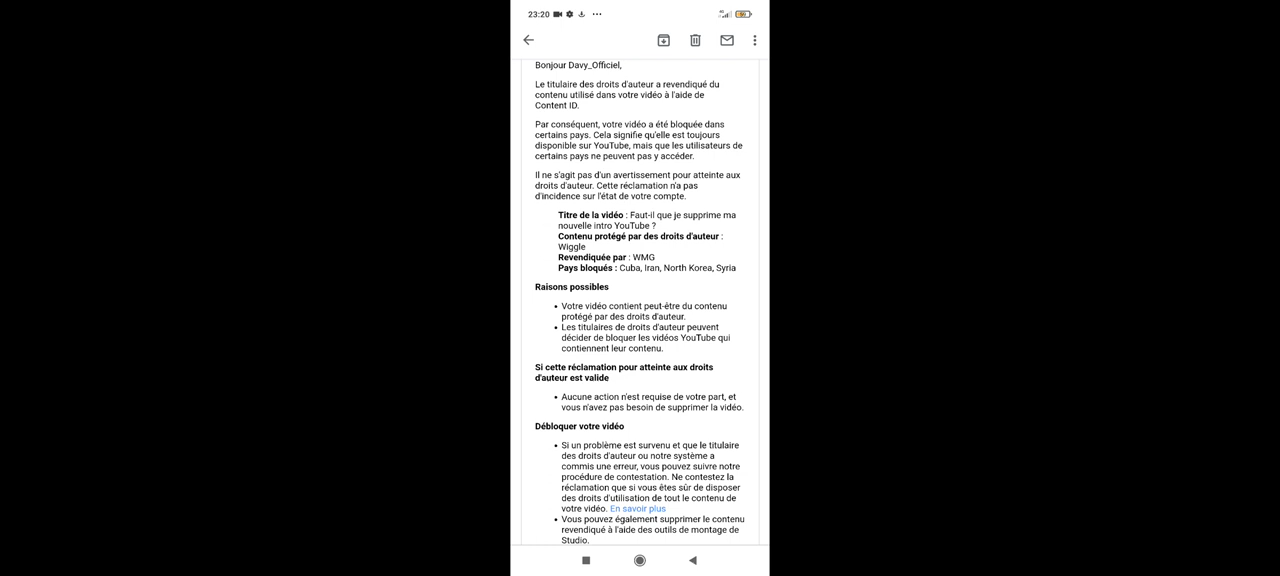 23:20
Bonjour Davy_Officiel,
Le titulaire des droits d'auteur a revendiqué du
contenu utilisé dans votre vidéo à l'aide de
Content ID.
Par conséquent, votre vidéo a été bloquée dans
certains pays. Cela signifie qu'elle est toujours
disponible sur YouTube, mais que les utilisateurs de
certains pays ne peuvent pas y accéder.
Il ne s'agit pas d'un avertissement pour atteinte aux
droits d'auteur. Cette réclamation n'a pas
d'incidence sur l'état de votre compte.
Titre de la vidéo : Faut-il que je supprime ma
nouvelle intro YouTube ?
Contenu protégé par des droits d'auteur :
Wiggle
Revendiquée par : WMG
Pays bloqués : Cuba, Iran, North Korea, Syria
Raisons possibles
• Votre vidéo contient peut-être du contenu
protégé par des droits d'auteur.
• Les titulaires de droits d'auteur peuvent
décider de bloquer les vidéos YouTube qui
contiennent leur contenu.
Si cette réclamation pour atteinte aux droits
d'auteur est valide
• Aucune action n'est requise de votre part, et
vous n'avez pas besoin de supprimer la vidéo.
Débloquer votre vidéo
• Si un problème est survenu et que le titulaire
des droits d'auteur ou notre système a
commis une erreur, vous pouvez suivre notre
procédure de contestation. Ne contestez la
réclamation que si vous êtes sûr de disposer
des droits d'utilisation de tout le contenu de
votre vidéo. En savoir plus
• Vous pouvez également supprimer le contenu
revendiqué à l'aide des outils de montage de
Studio.